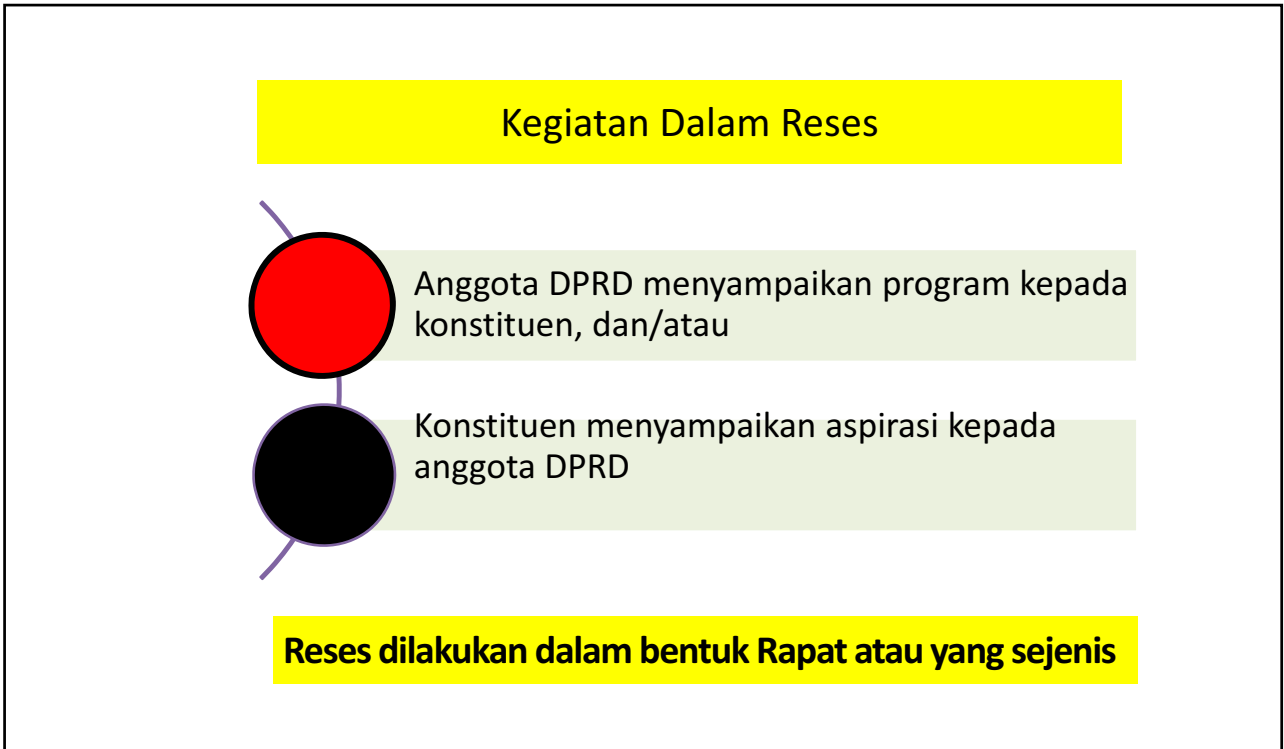 Kegiatan Dalam Reses
Anggota DPRD menyampaikan program kepada
konstituen, dan/atau
Konstituen menyampaikan aspirasi kepada
anggota DPRD
Reses dilakukan dalam bentuk Rapat atau yang sejenis